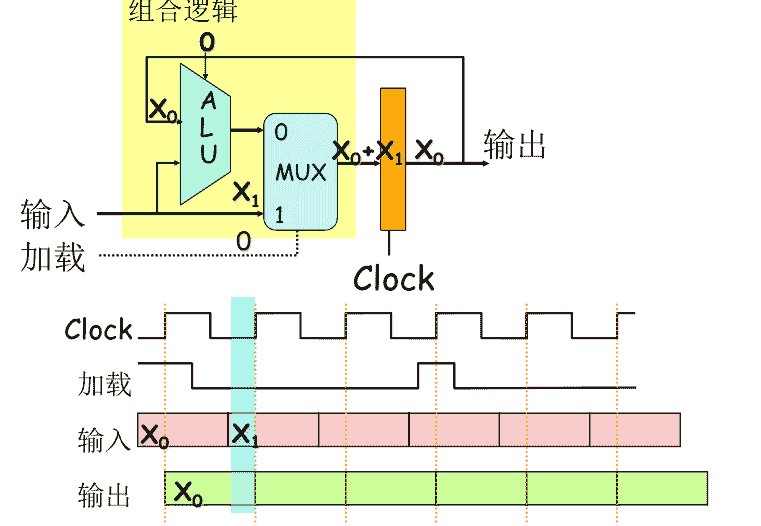 组合逻辑
0
X₀
A
L
U
0
MUX
1
X₀+X₁
X₀
输出
X₁
输入
0
加载
Clock
Clock
加载
输入 X₀ X₁
输出 X₀